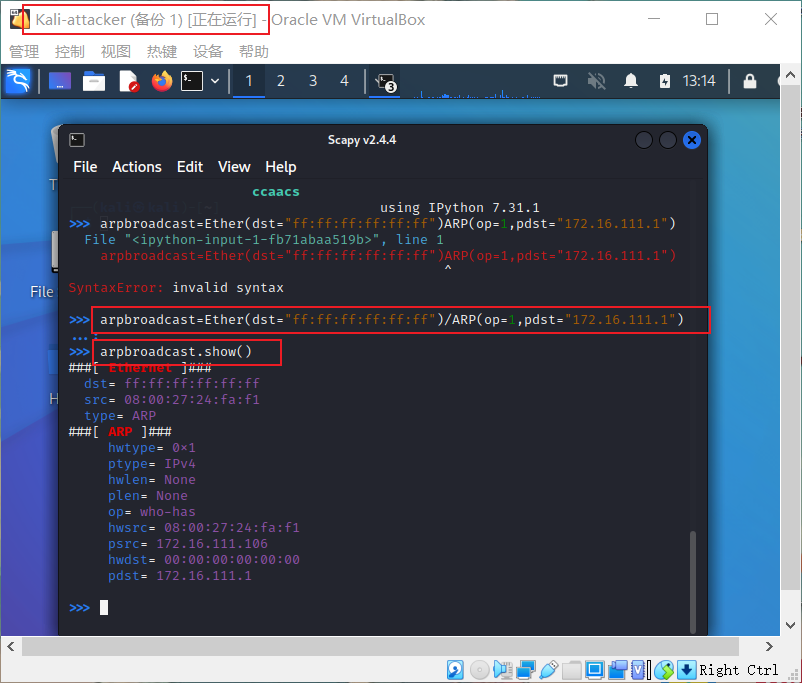 Kali-attacker (备份 1) [正在运行] - Oracle VM VirtualBox
管理 控制 视图 热键 设备 帮助
1 2 3 4 3 13:14
Scapy v2.4.4
File Actions Edit View Help
ccaacs
using IPython 7.31.1
>>> arpbroadcast=Ether(dst="ff:ff:ff:ff:ff:ff")ARP(op=1,pdst="172.16.111.1")
File "<ipython-input-1-fb71abaa519b>", line 1
arpbroadcast=Ether(dst="ff:ff:ff:ff:ff:ff")ARP(op=1,pdst="172.16.111.1")
^
SyntaxError: invalid syntax
>>> arpbroadcast=Ether(dst="ff:ff:ff:ff:ff:ff")/ARP(op=1,pdst="172.16.111.1")
...:
>>> arpbroadcast.show()
###[ Ethernet ]###
dst= ff:ff:ff:ff:ff:ff
src= 08:00:27:24:fa:f1
type= ARP
###[ ARP ]###
hwtype= 0×1
ptype= IPv4
hwlen= None
plen= None
op= who-has
hwsrc= 08:00:27:24:fa:f1
psrc= 172.16.111.106
hwdst= 00:00:00:00:00:00
pdst= 172.16.111.1
>>>
File
Right Ctrl